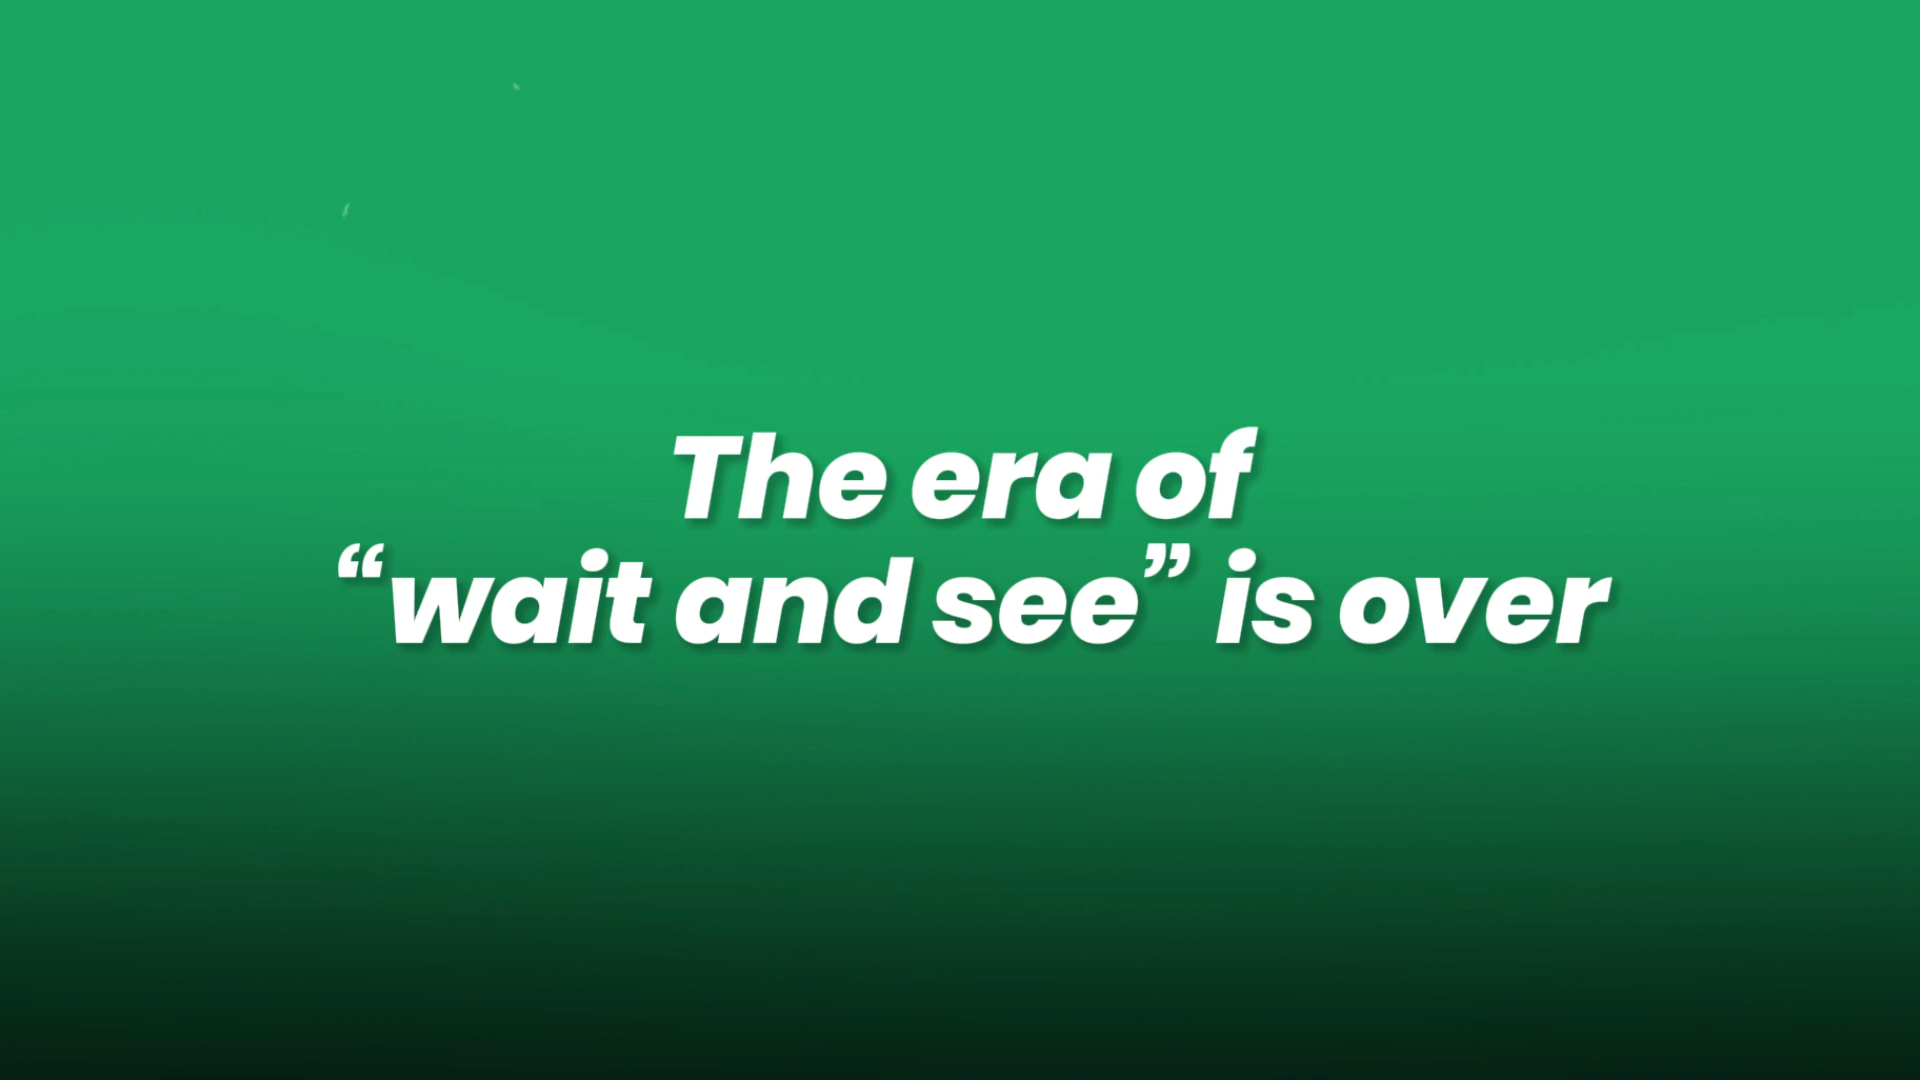 The era of
“wait and see” is over